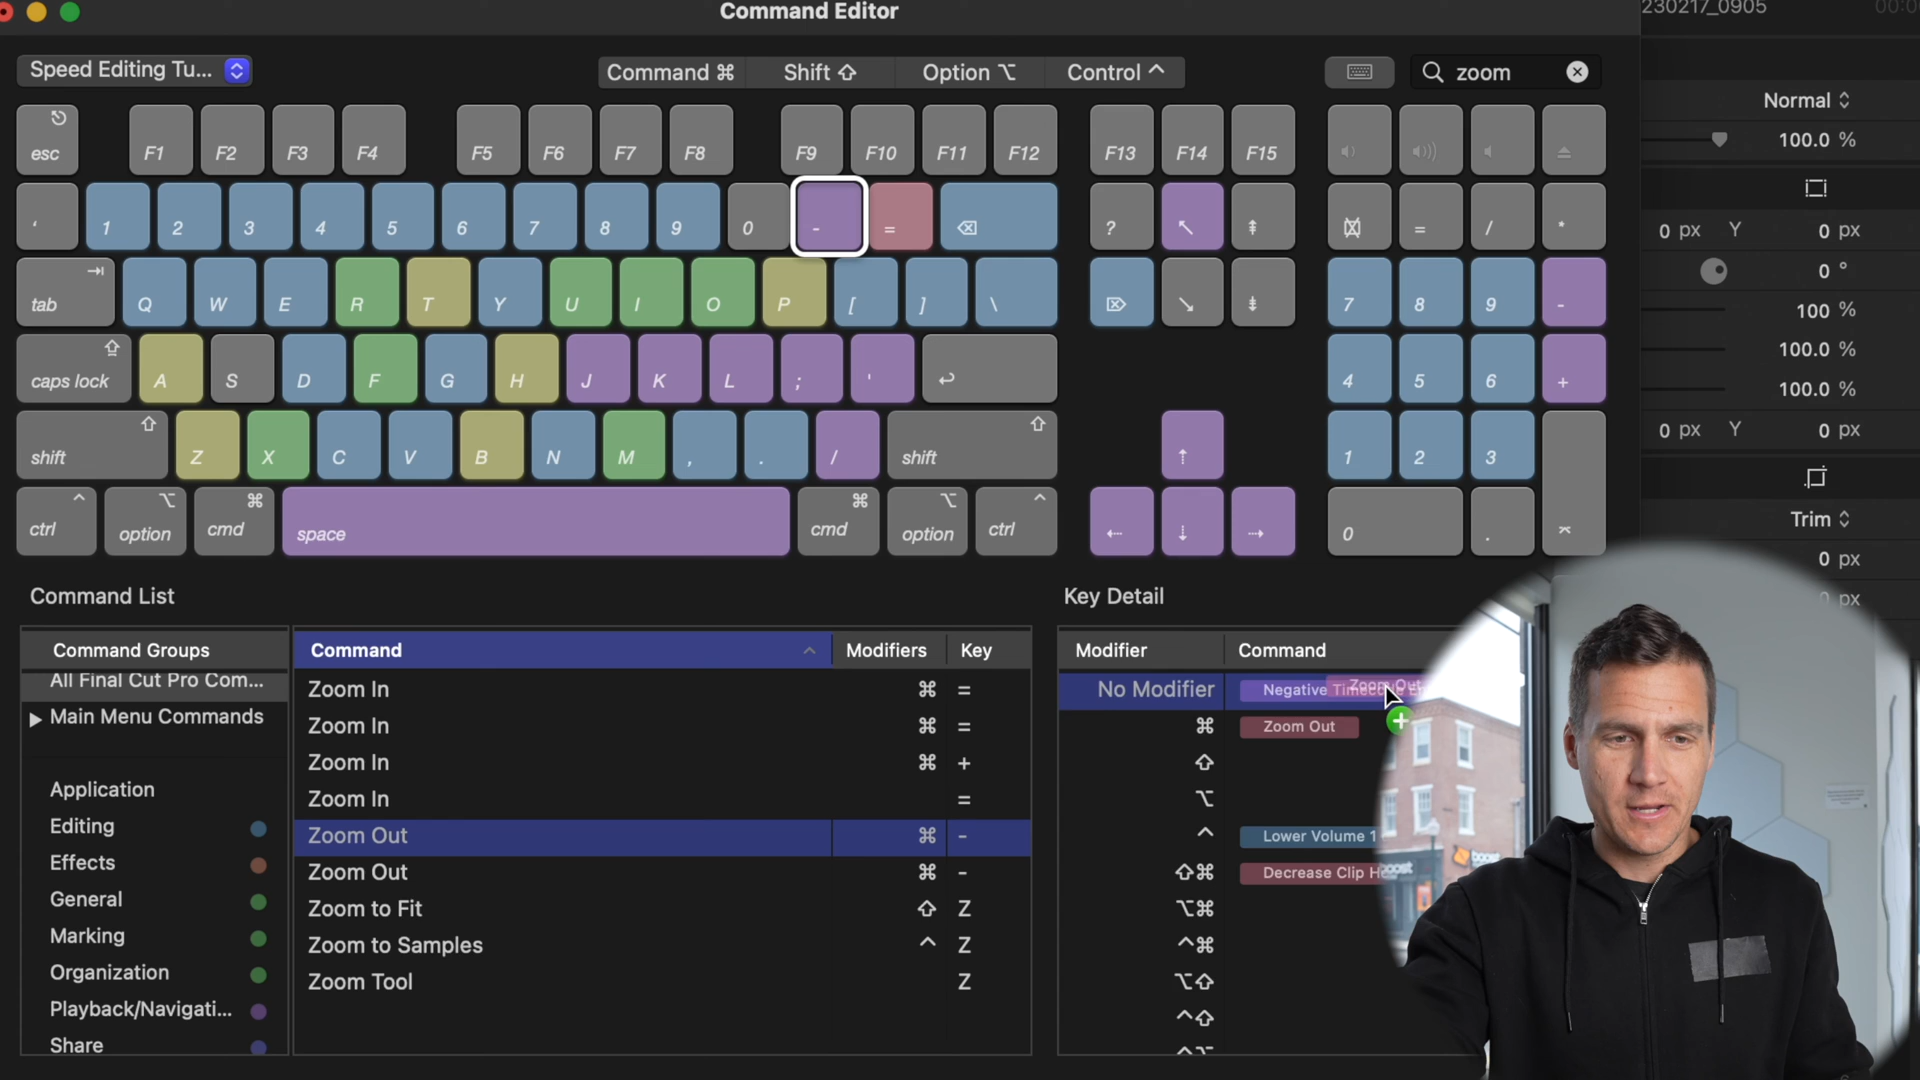 Command Editor
230217_0905
Speed Editing Tu...
Command ⌘
Shift ⇧
Option ⌥
Control ^
zoom
Normal
100.0 %
esc
F1
F2
F3
F4
F5
F6
F7
F8
F9
F10
F11
F12
F13
F14
F15
‘
1
2
3
4
5
6
7
8
9
0
-
=
?
=
/
*
0 px Y 0 px
tab
Q
W
E
R
T
Y
U
I
O
P
[
]
\
7
8
9
-
0 °
100 %
caps lock
A
S
D
F
G
H
J
K
L
;
'
4
5
6
+
100.0 %
100.0 %
shift
Z
X
C
V
B
N
M
,
.
/
shift
1
2
3
0 px Y 0 px
ctrl
option
cmd
space
cmd
option
ctrl
0
.
Trim
0 px
px
Command List
Key Detail
Command Groups
All Final Cut Pro Com...
Main Menu Commands
Application
Editing
Effects
General
Marking
Organization
Playback/Navigati...
Share
Command Modifiers Key
Zoom In ⌘ =
Zoom In ⌘ =
Zoom In ⌘ +
Zoom In =
Zoom Out ⌘ -
Zoom Out ⌘ -
Zoom to Fit ⇧ Z
Zoom to Samples ^ Z
Zoom Tool Z
Modifier Command
No Modifier Negative
Zoom Out
⌘ Zoom Out
⇧
⌥
^ Lower Volume 1
⇧⌘ Decrease Clip H
⌥⌘
^⌘
⌥⇧
^⇧
^⌥
boost